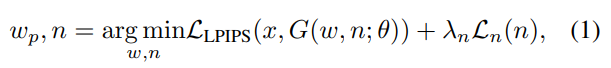 w_p, n = arg min_{w,n} ℒ_LPIPS(x, G(w, n; θ)) + λ_n ℒ_n(n), (1)